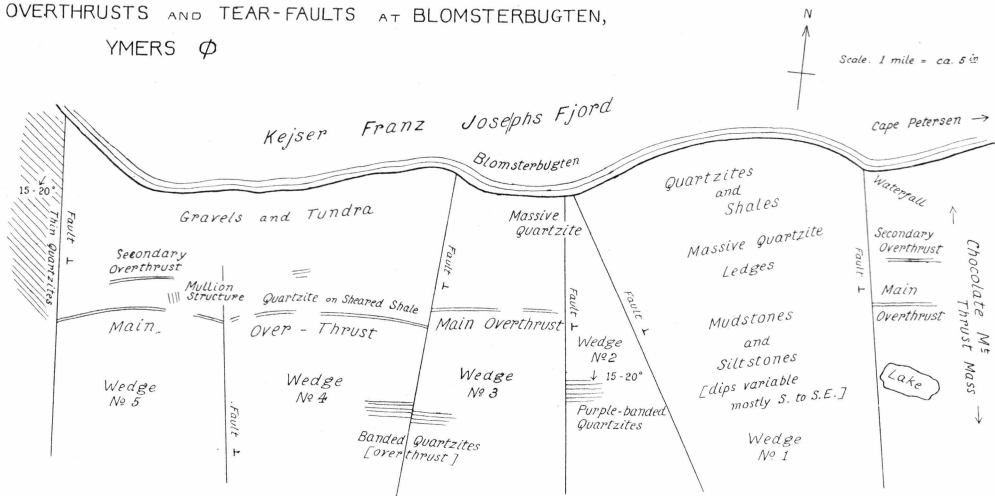 OVERTHRUSTS AND TEAR-FAULTS AT BLOMSTERBUGTEN,
YMERS Ø
N
Scale. 1 mile = ca. 5 in
Kejser Franz Josephs Fjord
Cape Petersen →
Blomsterbugten
15-20°
Thin Quartzites
Fault ⊥
Gravels and Tundra
Secondary
Overthrust
Mullion
Structure
Quartzite on Sheared Shale
Main
Over-Thrust
Wedge
Nº 5
Fault ⊥
Wedge
Nº 4
Banded Quartzites
[overthrust]
Fault ⊥
Massive
Quartzite
Main Overthrust
Wedge
Nº 3
Fault ⊥
Wedge
Nº 2
↓ 15-20°
Purple-banded
Quartzites
Fault ⊥
Quartzites
and
Shales
Massive Quartzite
Ledges
Mudstones
and
Siltstones
[dips variable
mostly S. to S.E.]
Wedge
Nº 1
Fault ⊥
Waterfall
Secondary
Overthrust
Main
Overthrust
Lake
← Chocolate Mt
Thrust Mass →